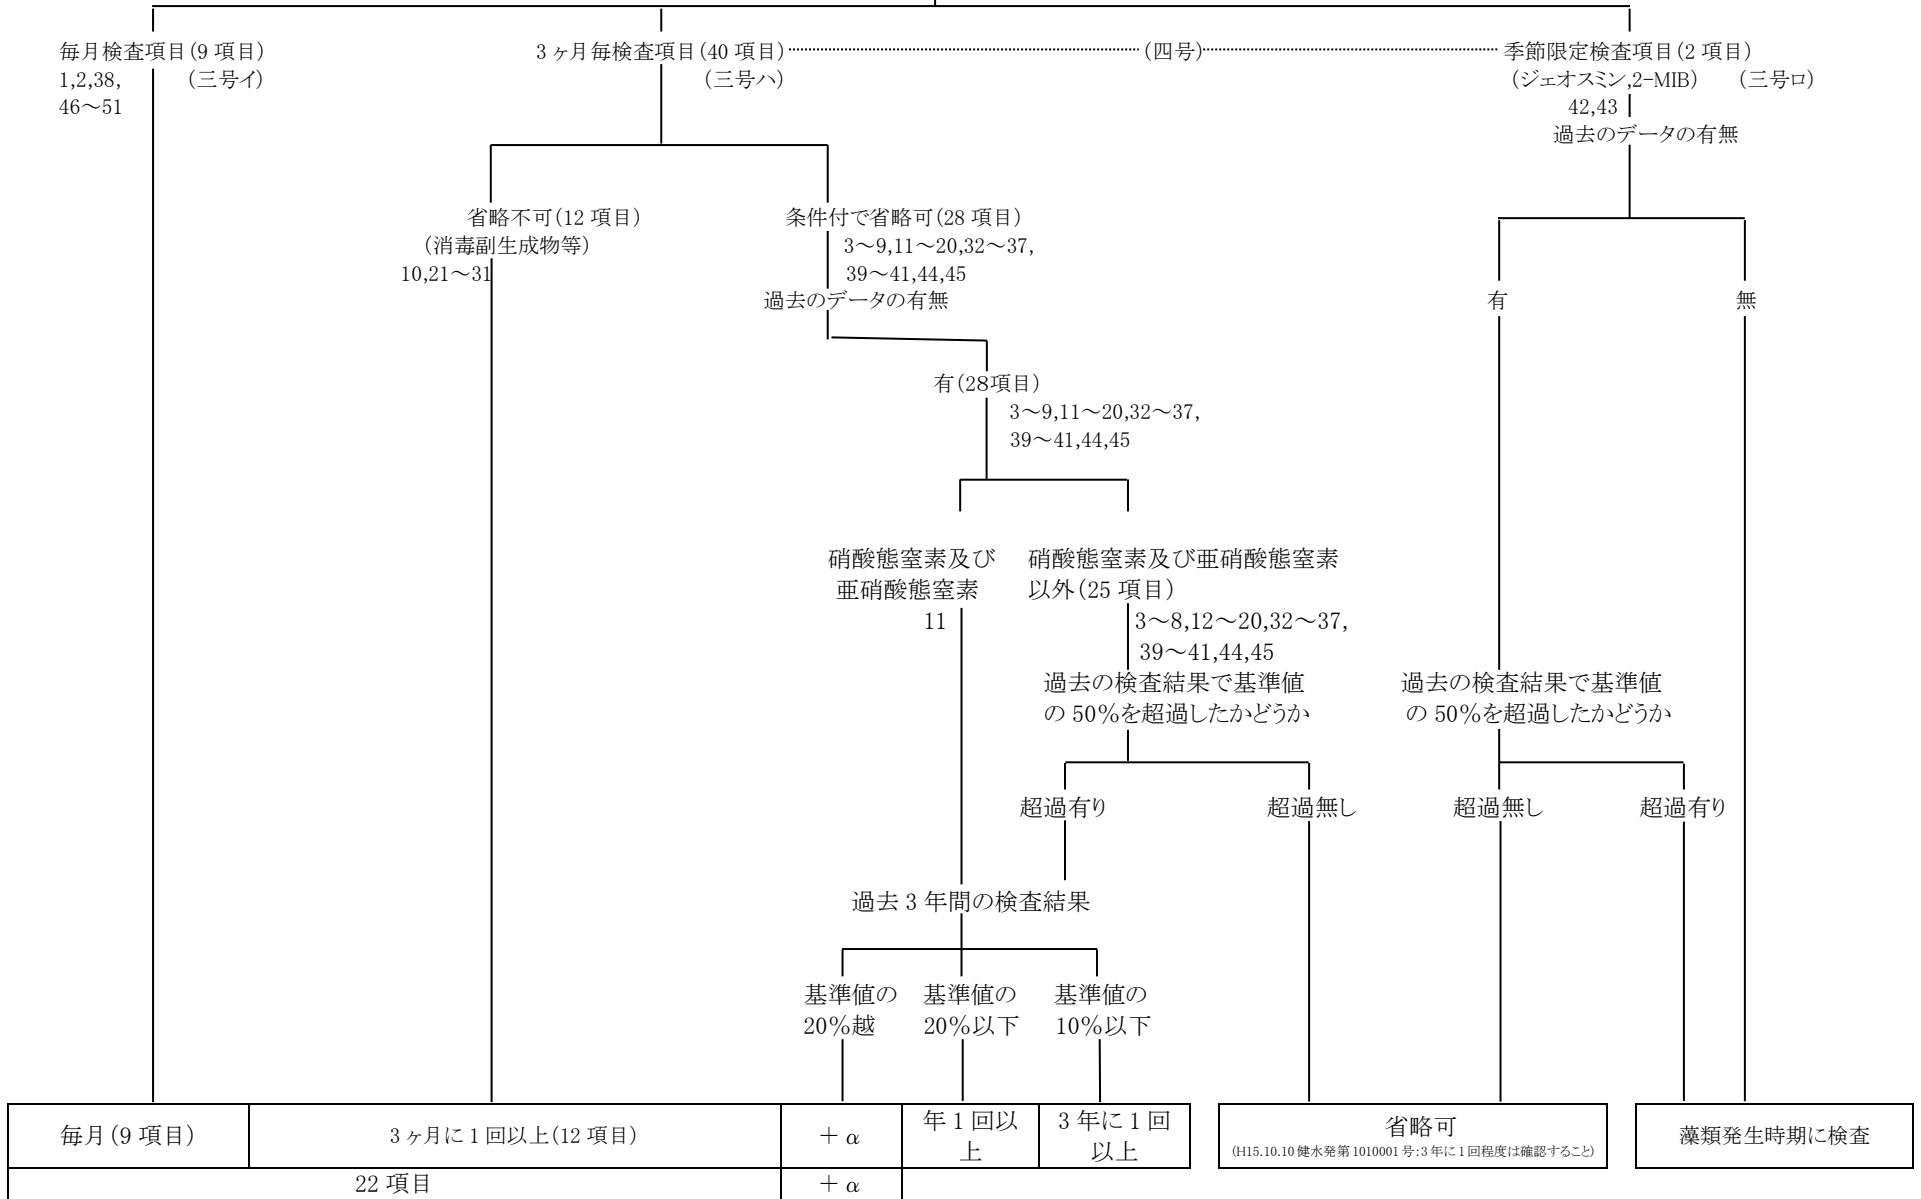 毎月検査項目(9 項目)
1,2,38, (三号イ)
46～51
3 ヶ月毎検査項目(40 項目)
(三号ハ)
(四号)
季節限定検査項目(2 項目)
(ジェオスミン,2-MIB) (三号ロ)
42,43
過去のデータの有無
省略不可(12 項目)
(消毒副生成物等)
10,21～31
条件付で省略可(28 項目)
3～9,11～20,32～37,
39～41,44,45
過去のデータの有無
有
無
有(28項目)
3～9,11～20,32～37,
39～41,44,45
硝酸態窒素及び
亜硝酸態窒素
11
硝酸態窒素及び亜硝酸態窒素
以外(25 項目)
3～8,12～20,32～37,
39～41,44,45
過去の検査結果で基準値
の 50%を超過したかどうか
過去の検査結果で基準値
の 50%を超過したかどうか
超過有り
超過無し
超過無し
超過有り
過去 3 年間の検査結果
基準値の
20%越
基準値の
20%以下
基準値の
10%以下
毎月(9 項目)
3 ヶ月に 1 回以上(12 項目)
＋α
年 1 回以
上
3 年に 1 回
以上
省略可
(H15.10.10 健水発第 1010001 号:3 年に 1 回程度は確認すること)
藻類発生時期に検査
22 項目
＋α